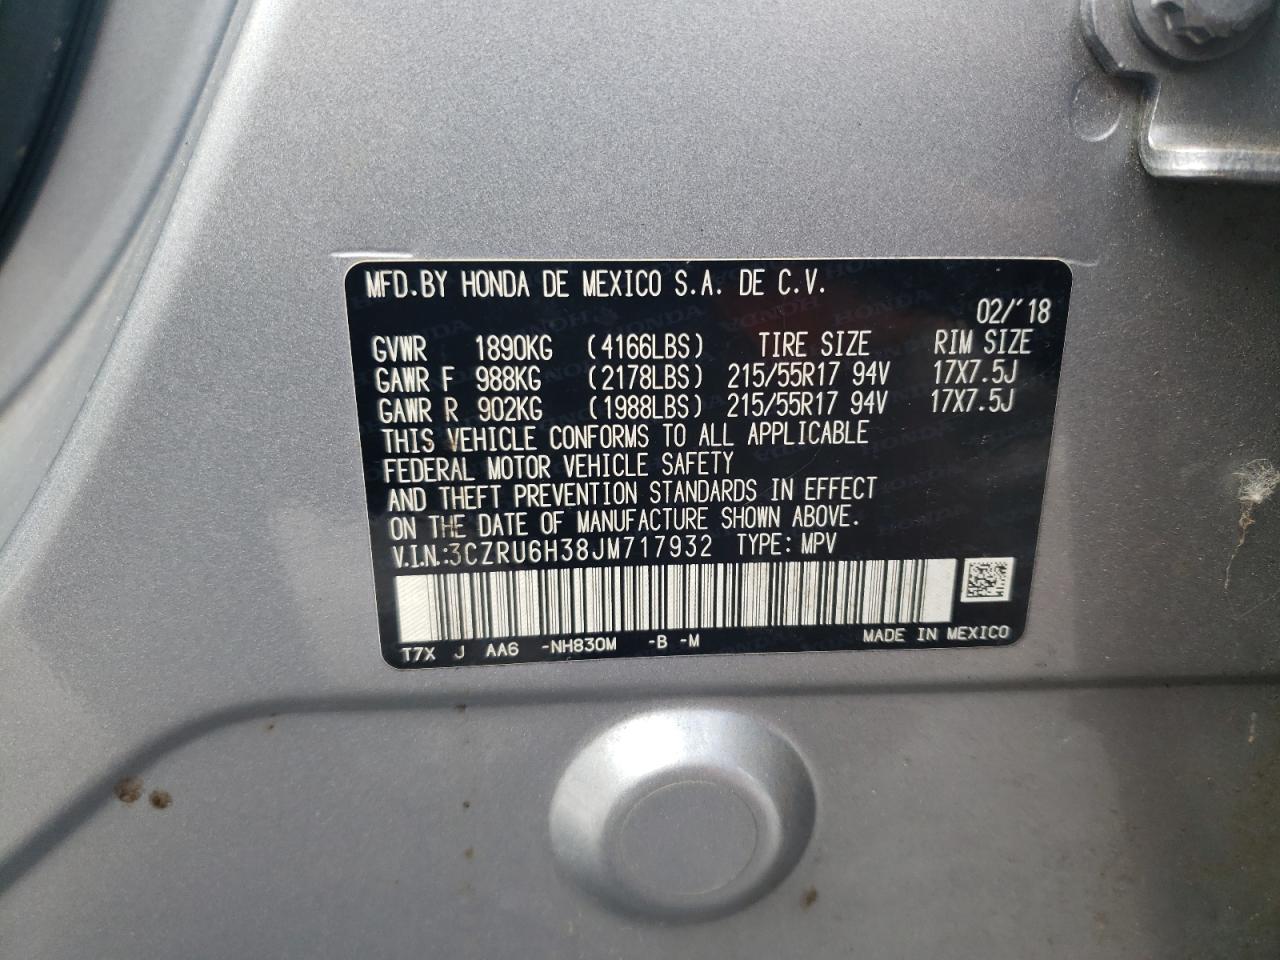 MFD.BY HONDA DE MEXICO S.A. DE C.V.
02/'18
GVWR 1890KG (4166LBS) TIRE SIZE RIM SIZE
GAWR F 988KG (2178LBS) 215/55R17 94V 17X7.5J
GAWR R 902KG (1988LBS) 215/55R17 94V 17X7.5J
THIS VEHICLE CONFORMS TO ALL APPLICABLE
FEDERAL MOTOR VEHICLE SAFETY
AND THEFT PREVENTION STANDARDS IN EFFECT
ON THE DATE OF MANUFACTURE SHOWN ABOVE.
V.I.N.:3CZRU6H38JM717932 TYPE: MPV
T7X J AA6 -NH830M -B -M MADE IN MEXICO